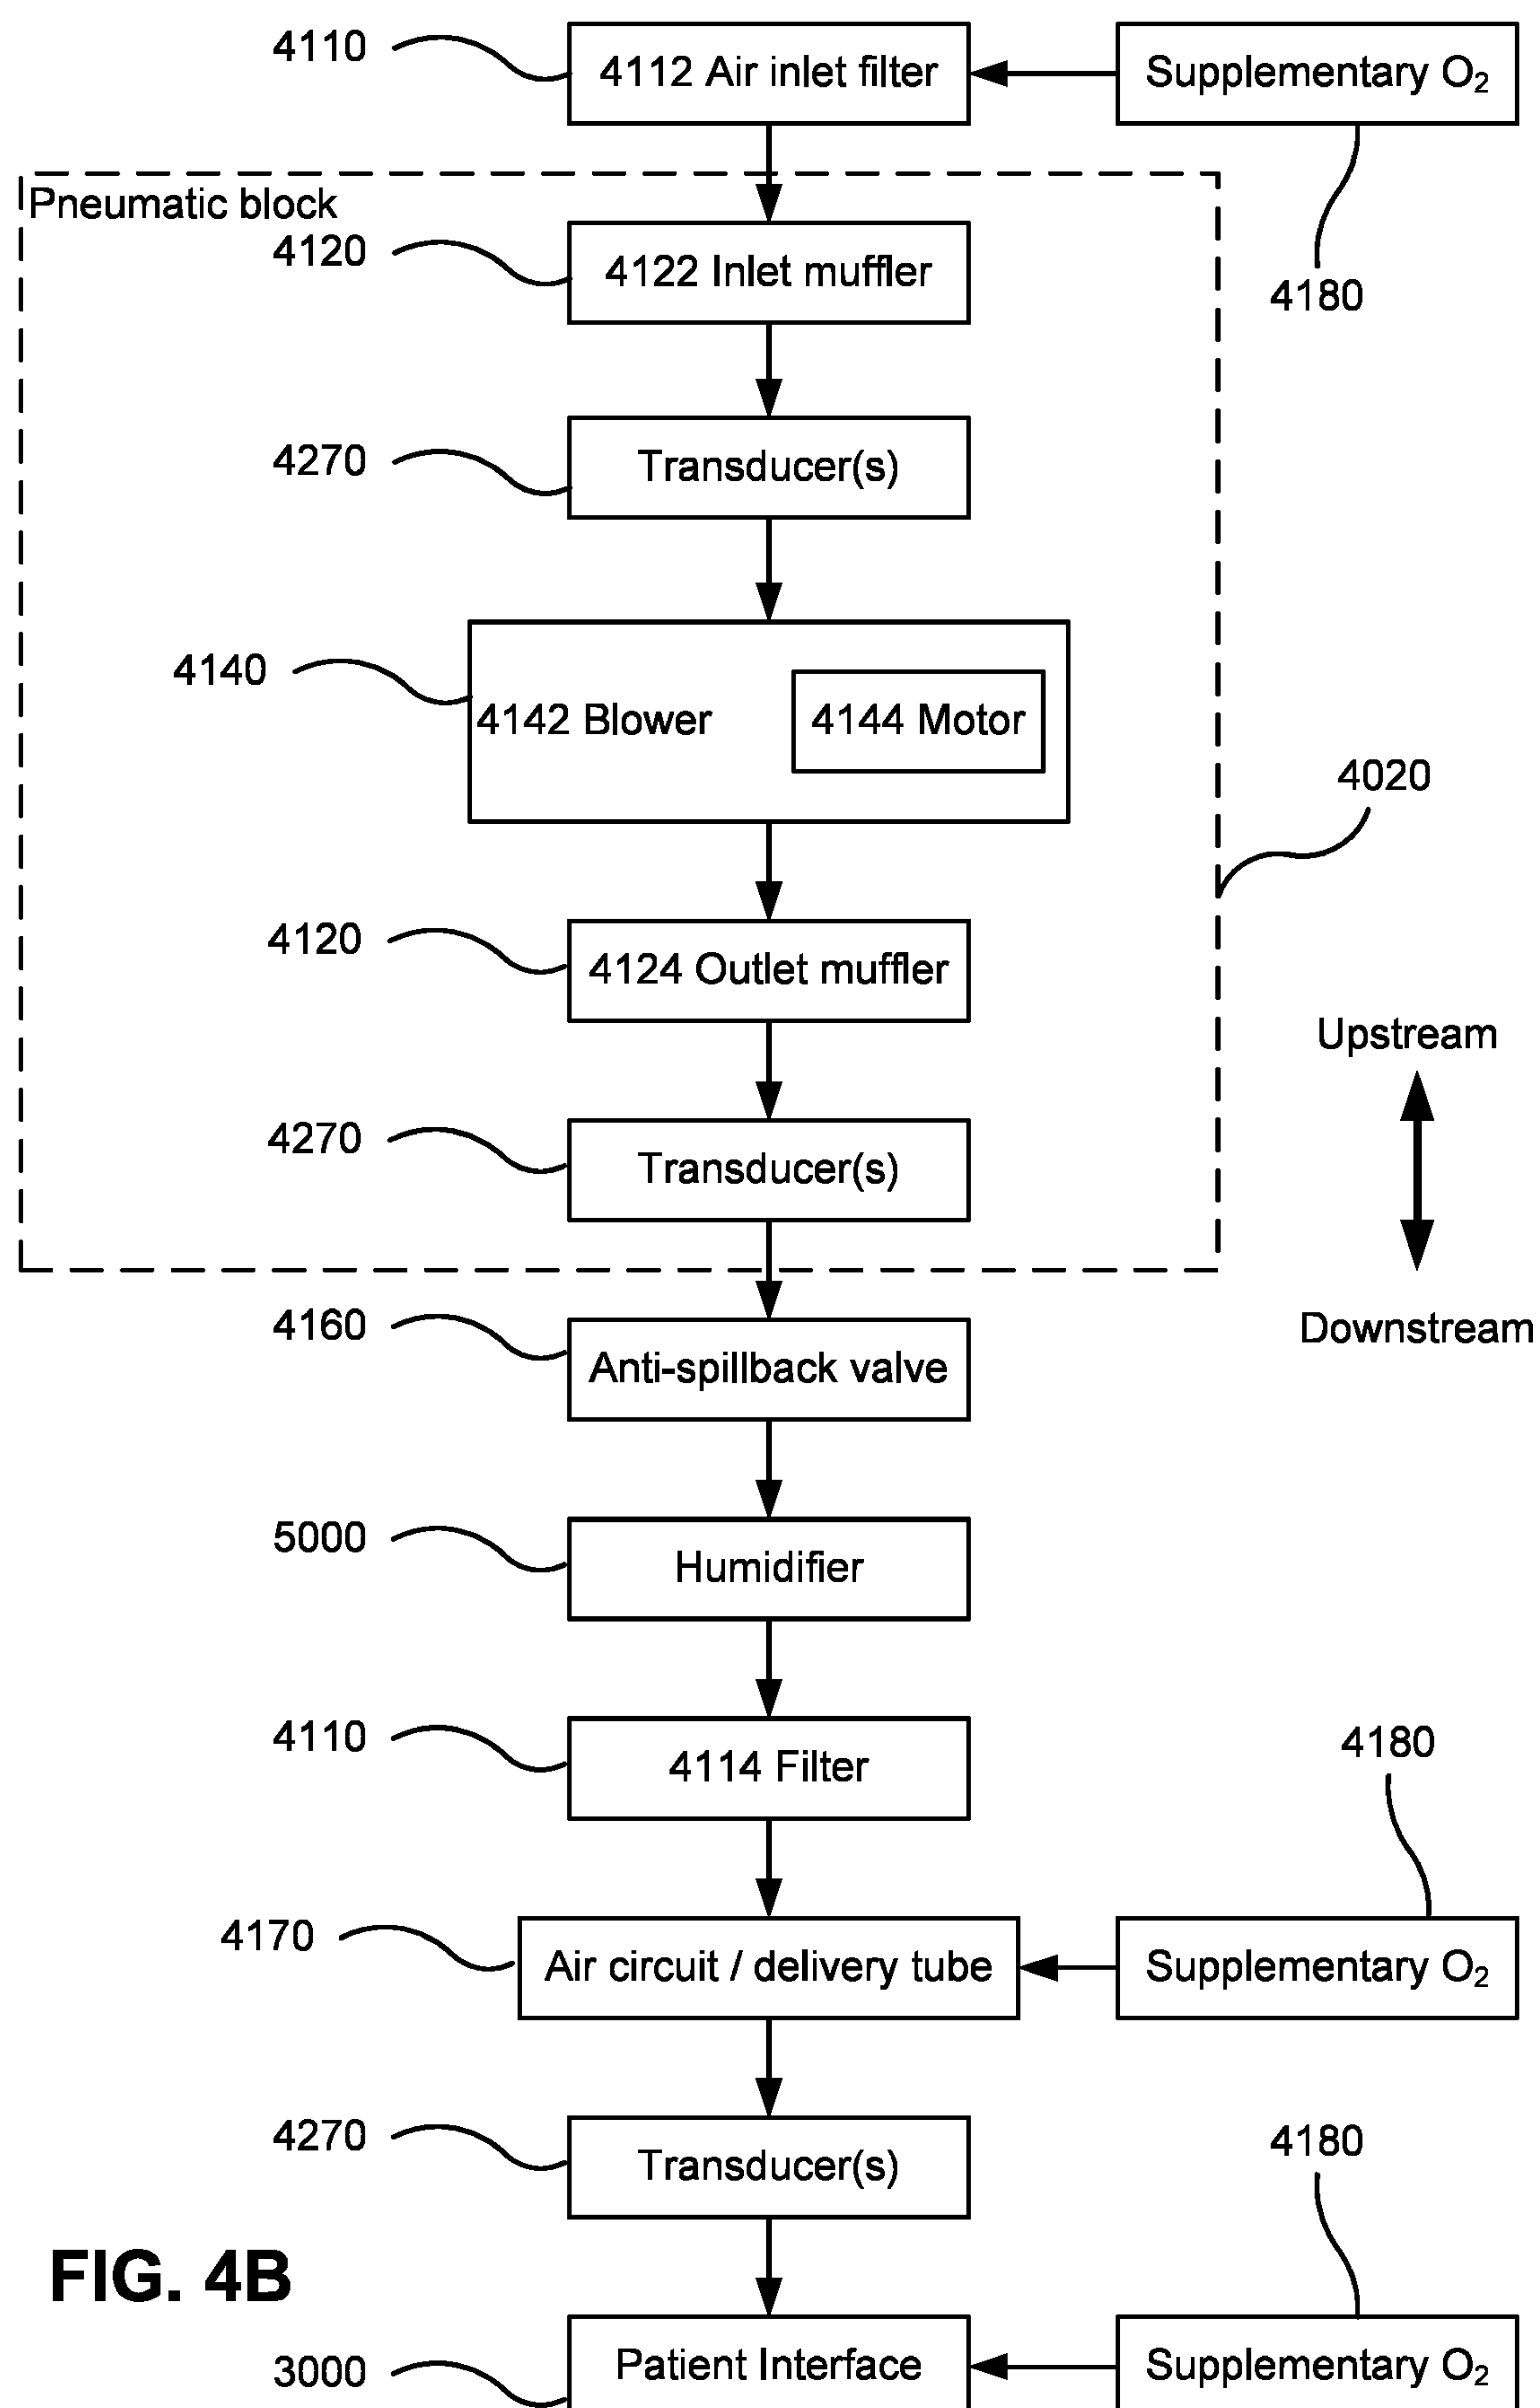 4110
4112 Air inlet filter
Supplementary O₂
Pneumatic block
4120
4122 Inlet muffler
4180
4270
Transducer(s)
4140
4142 Blower
4144 Motor
4020
4120
4124 Outlet muffler
Upstream
4270
Transducer(s)
4160
Anti-spillback valve
Downstream
5000
Humidifier
4110
4114 Filter
4180
4170
Air circuit / delivery tube
Supplementary O₂
4270
Transducer(s)
4180
FIG. 4B
3000
Patient Interface
Supplementary O₂